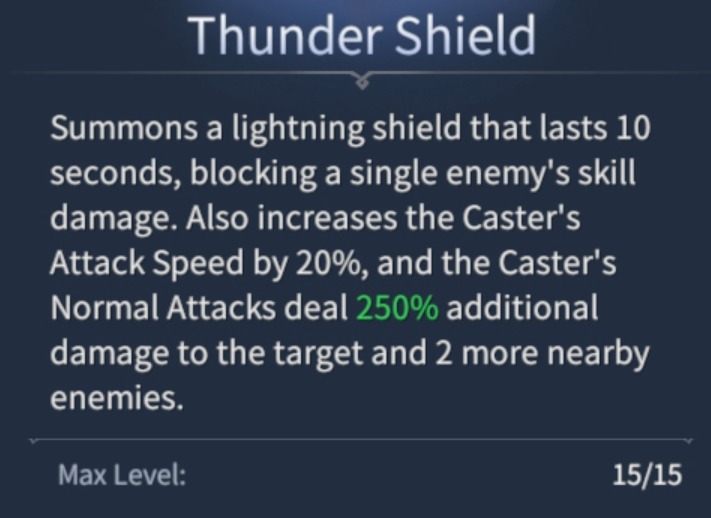 Thunder Shield
Summons a lightning shield that lasts 10
seconds, blocking a single enemy's skill
damage. Also increases the Caster's
Attack Speed by 20%, and the Caster's
Normal Attacks deal 250% additional
damage to the target and 2 more nearby
enemies.
Max Level: 15/15